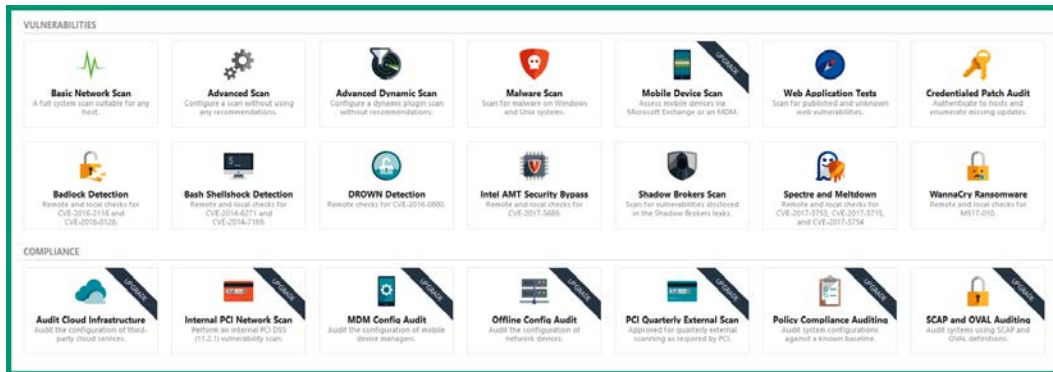 VULNERABILITIES
UPGRADE
Basic Network Scan
A full system scan suitable for any
host.
Advanced Scan
Configure a scan without using
any recommendations.
Advanced Dynamic Scan
Configure a dynamic plugin scan
without recommendations.
Malware Scan
Scan for malware on Windows
and Unix systems.
Mobile Device Scan
Assess mobile devices via
Microsoft Exchange or an MDM.
Web Application Tests
Scan for published and unknown
web vulnerabilities.
Credentialed Patch Audit
Authenticate to hosts and
enumerate missing updates.
Badlock Detection
Remote and local checks for
CVE-2016-2118 and
CVE-2016-0128.
Bash Shellshock Detection
Remote and local checks for
CVE-2014-6271 and
CVE-2014-7169.
DROWN Detection
Remote checks for CVE-2016-0800.
Intel AMT Security Bypass
Remote and local checks for
CVE-2017-5689.
Shadow Brokers Scan
Scan for vulnerabilities disclosed
in the Shadow Brokers leaks.
Spectre and Meltdown
Remote and local checks for
CVE-2017-5753, CVE-2017-5715,
and CVE-2017-5754
WannaCry Ransomware
Remote and local checks for
MS17-010.
COMPLIANCE
UPGRADE
Audit Cloud Infrastructure
Audit the configuration of third-
party cloud services.
UPGRADE
Internal PCI Network Scan
Perform an internal PCI DSS
(11.2.1) vulnerability scan.
UPGRADE
MDM Config Audit
Audit the configuration of mobile
device managers.
UPGRADE
Offline Config Audit
Audit the configuration of
network devices.
UPGRADE
PCI Quarterly External Scan
Approved for quarterly external
scanning as required by PCI.
UPGRADE
Policy Compliance Auditing
Audit system configurations
against a known baseline.
UPGRADE
SCAP and OVAL Auditing
Audit systems using SCAP and
OVAL definitions.